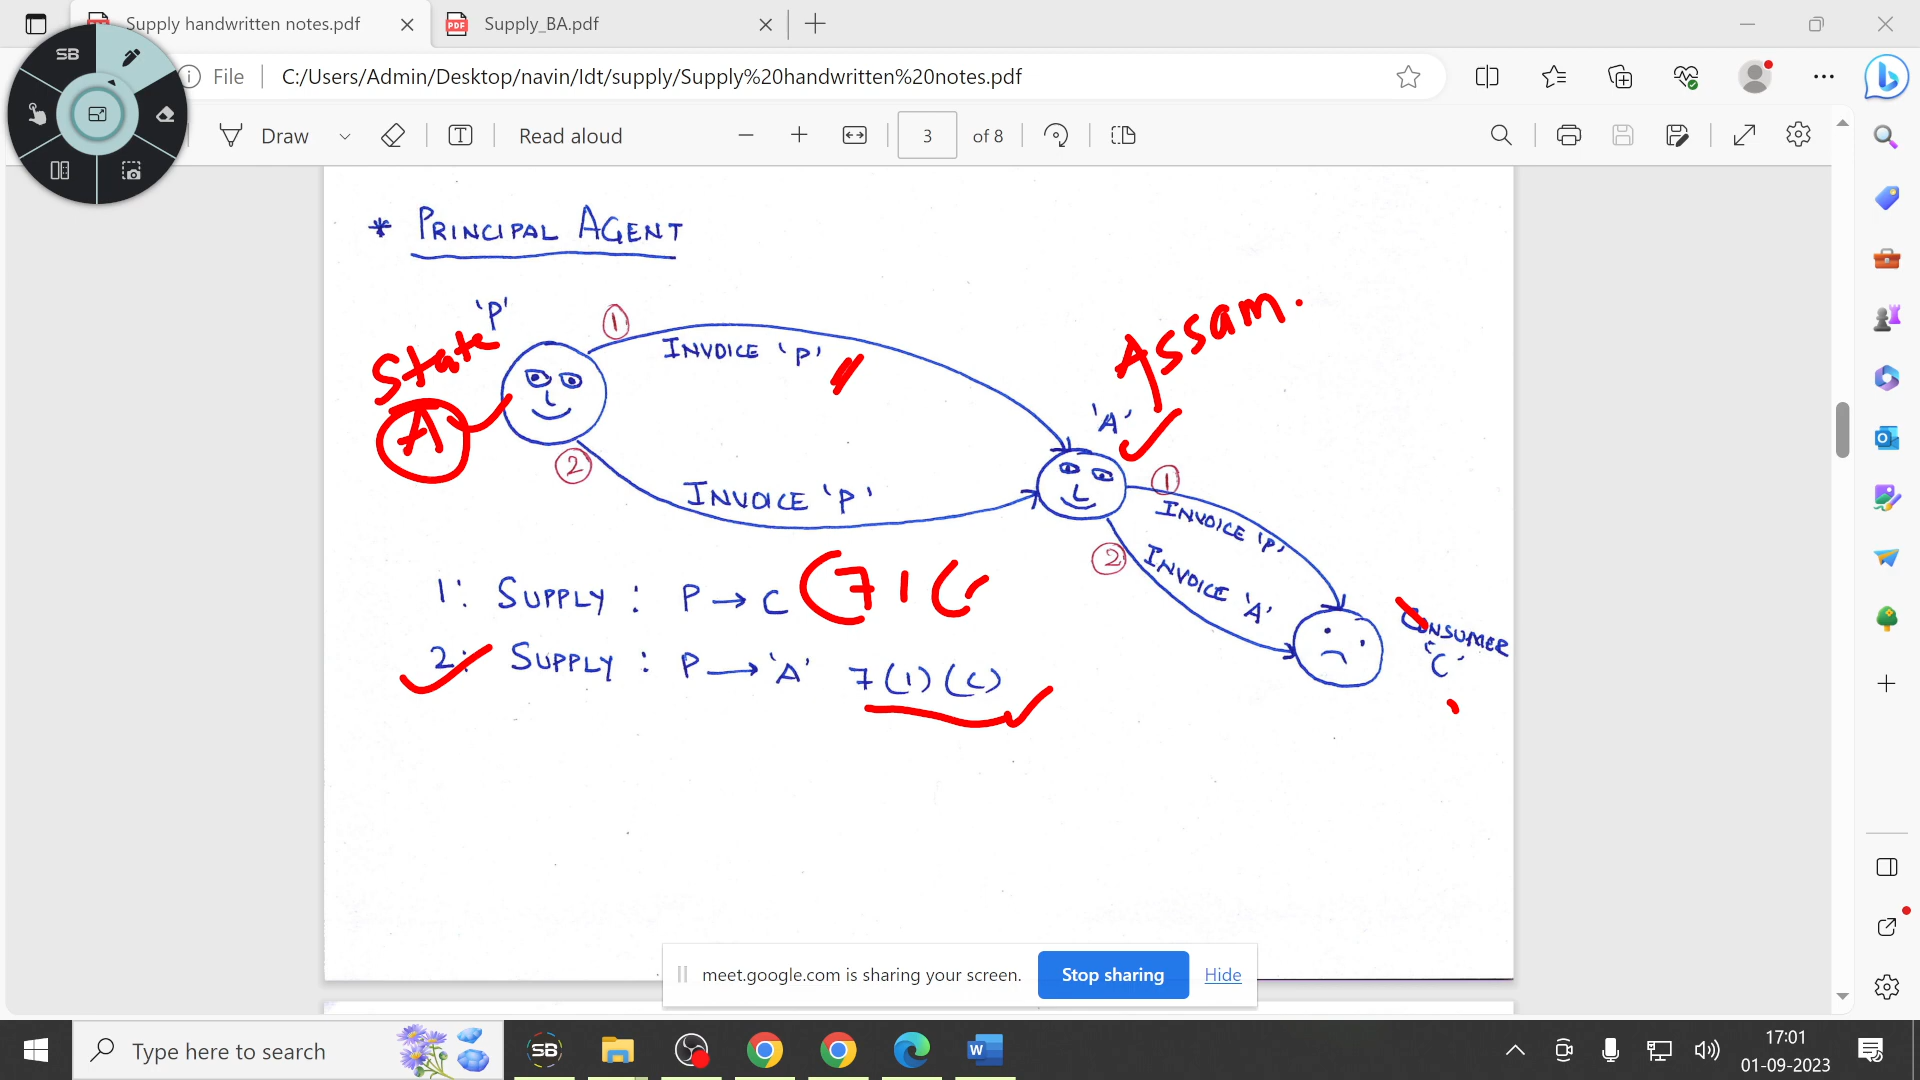 Supply handwritten notes.pdf
Supply_BA.pdf
SB
File
C:/Users/Admin/Desktop/navin/Idt/supply/Supply%20handwritten%20notes.pdf
Draw
Read aloud
3
of 8
* PRINCIPAL AGENT
'P'
1
State
A
INVOICE 'P'
Assam.
'A'
2
INVOICE 'P'
1
INVOICE 'P'
2
INVOICE 'A'
1: SUPPLY : P → C (71(
2: SUPPLY : P → 'A' 7(1)(c)
CONSUMER
'C'
meet.google.com is sharing your screen.
Stop sharing
Hide
Type here to search
SB
17:01
01-09-2023